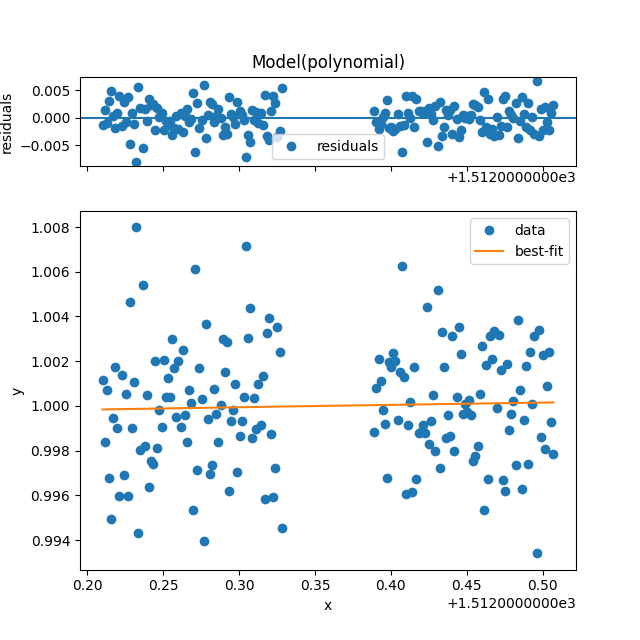 Model(polynomial)
0.005
0.000
−0.005
residuals
residuals
+1.5120000000e3
1.008
1.006
1.004
1.002
1.000
0.998
0.996
0.994
y
data
best-fit
0.20
0.25
0.30
0.35
0.40
0.45
0.50
x
+1.5120000000e3